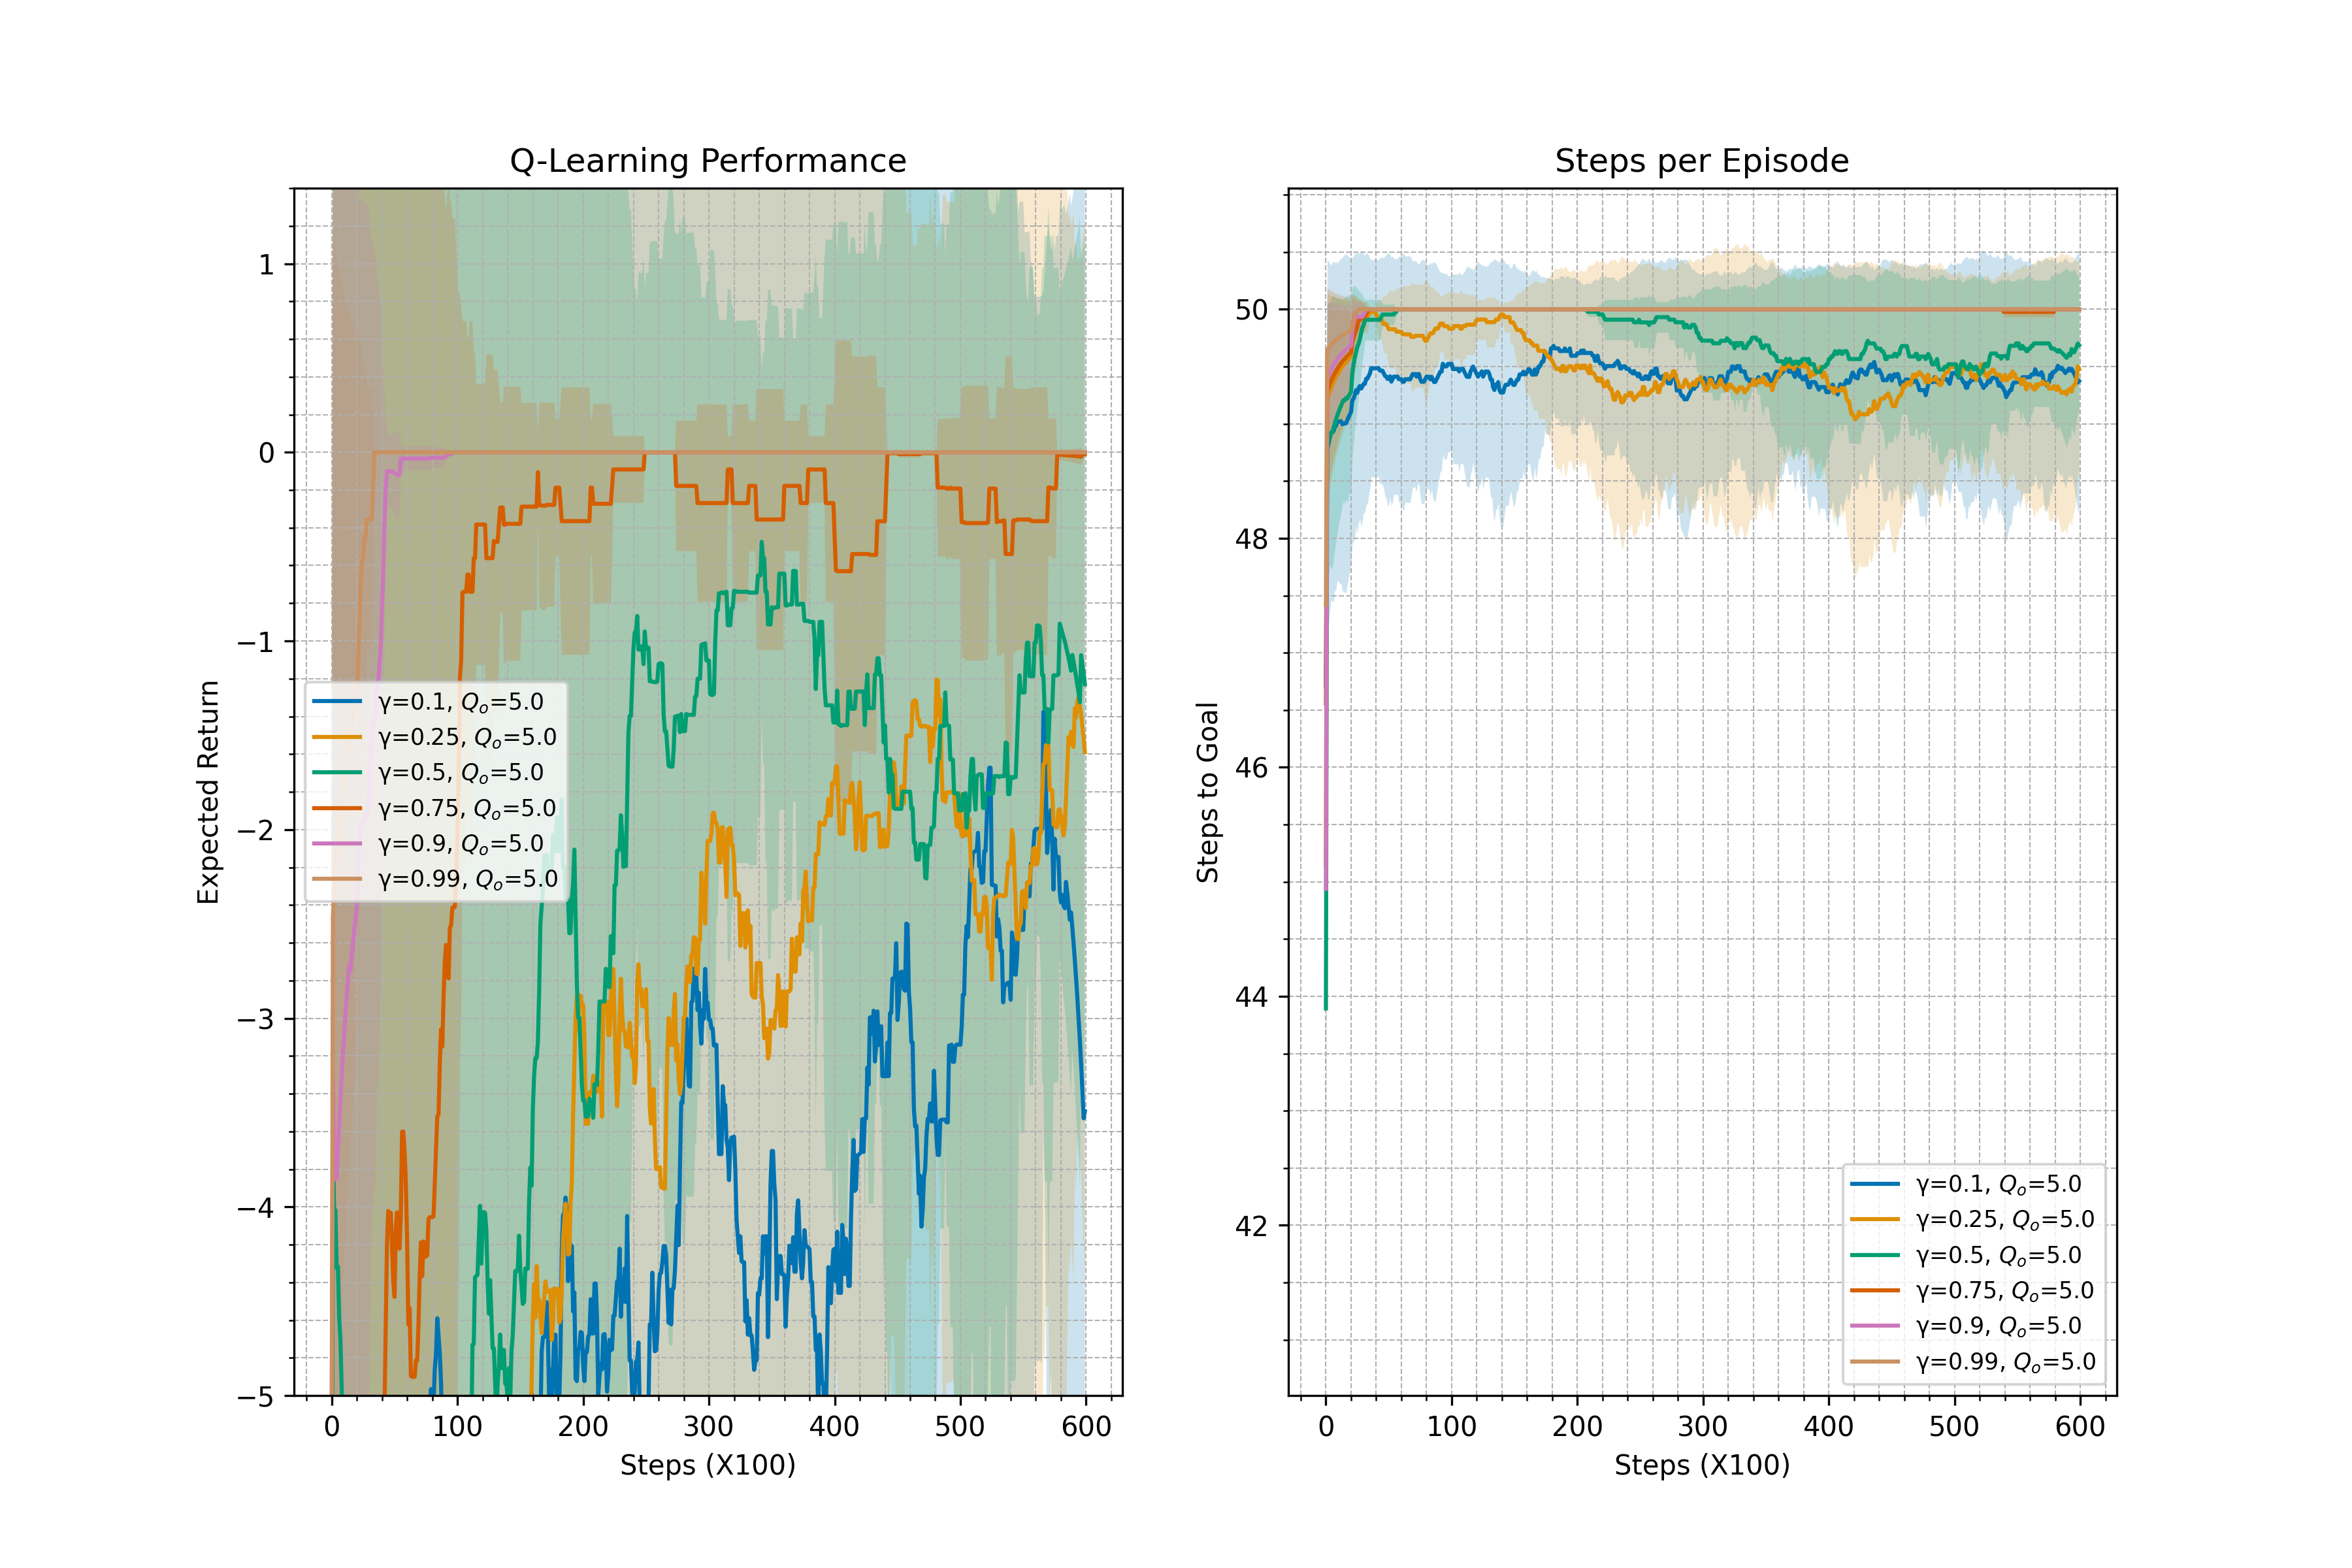 Q-Learning Performance
Expected Return
1
0
−1
−2
−3
−4
−5
γ=0.1, Qₒ=5.0
γ=0.25, Qₒ=5.0
γ=0.5, Qₒ=5.0
γ=0.75, Qₒ=5.0
γ=0.9, Qₒ=5.0
γ=0.99, Qₒ=5.0
0 100 200 300 400 500 600
Steps (X100)
Steps per Episode
Steps to Goal
50
48
46
44
42
γ=0.1, Qₒ=5.0
γ=0.25, Qₒ=5.0
γ=0.5, Qₒ=5.0
γ=0.75, Qₒ=5.0
γ=0.9, Qₒ=5.0
γ=0.99, Qₒ=5.0
0 100 200 300 400 500 600
Steps (X100)